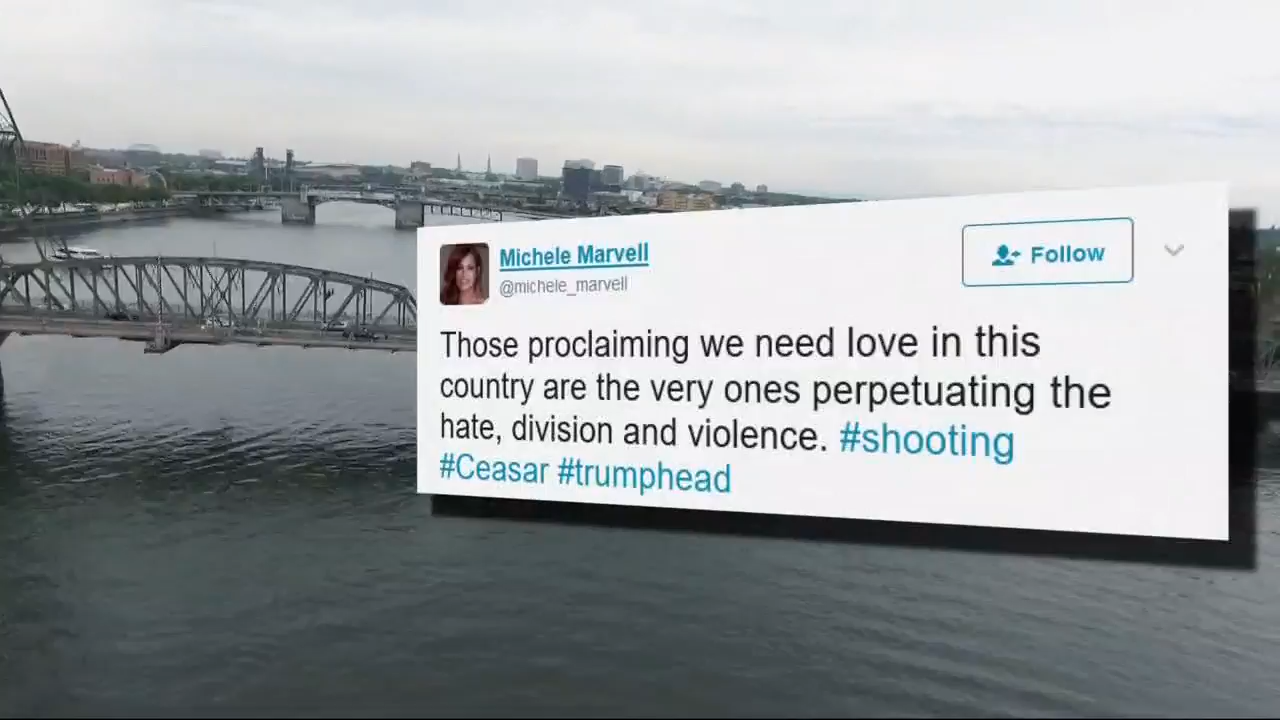 Michele Marvell
@michele_marvell
Follow
Those proclaiming we need love in this
country are the very ones perpetuating the
hate, division and violence. #shooting
#Ceasar #trumphead